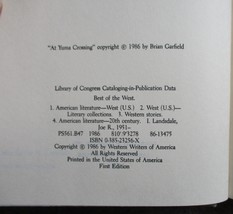 "At Yuma Crossing" copyright © 1986 by Brian Garfield
Library of Congress Cataloging-in-Publication Data
Best of the West.
1. American literature—West (U.S.) 2. West (U.S.)—
Literary collections. 3. Western stories.
4. American literature—20th century. I. Lansdale,
Joe R., 1951–
PS561.B47 1986 810'.9'3278 86-13475
ISBN 0-385-23256-X
Copyright © 1986 by Western Writers of America
All Rights Reserved
Printed in the United States of America
First Edition